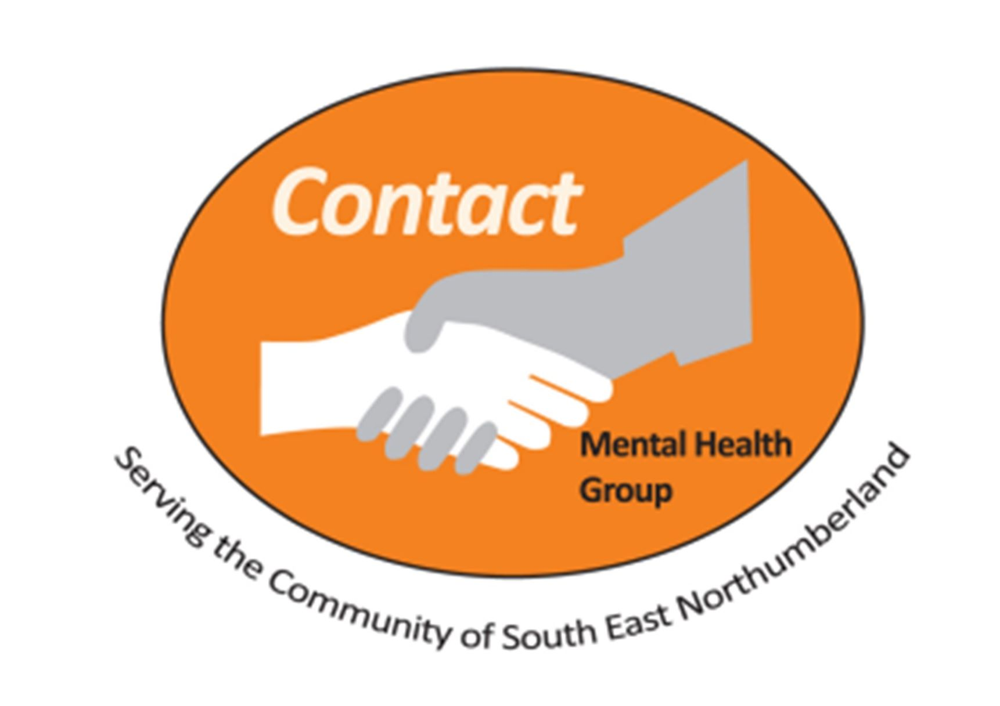 Contact
Mental Health
Group
Serving the Community of South East Northumberland